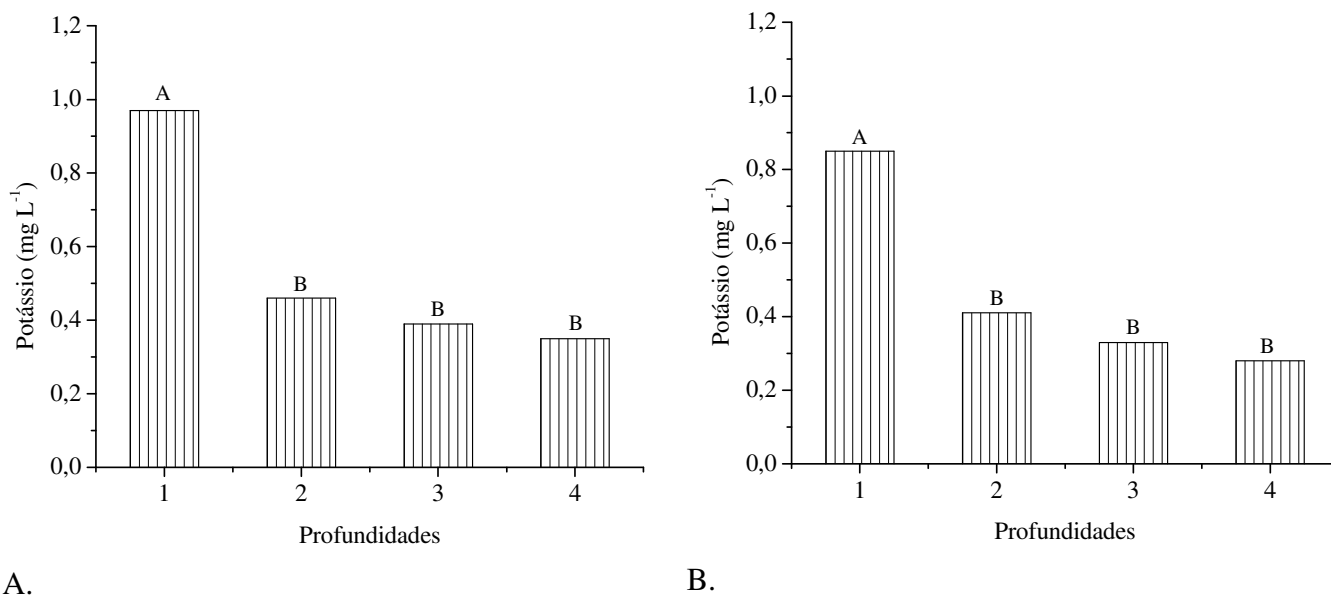 1,2
1,0
0,8
0,6
0,4
0,2
0,0
Potássio (mg L⁻¹)
A
B
B
B
1 2 3 4
Profundidades
A.
1,2
1,0
0,8
0,6
0,4
0,2
0,0
Potássio (mg L⁻¹)
A
B
B
B
1 2 3 4
Profundidades
B.